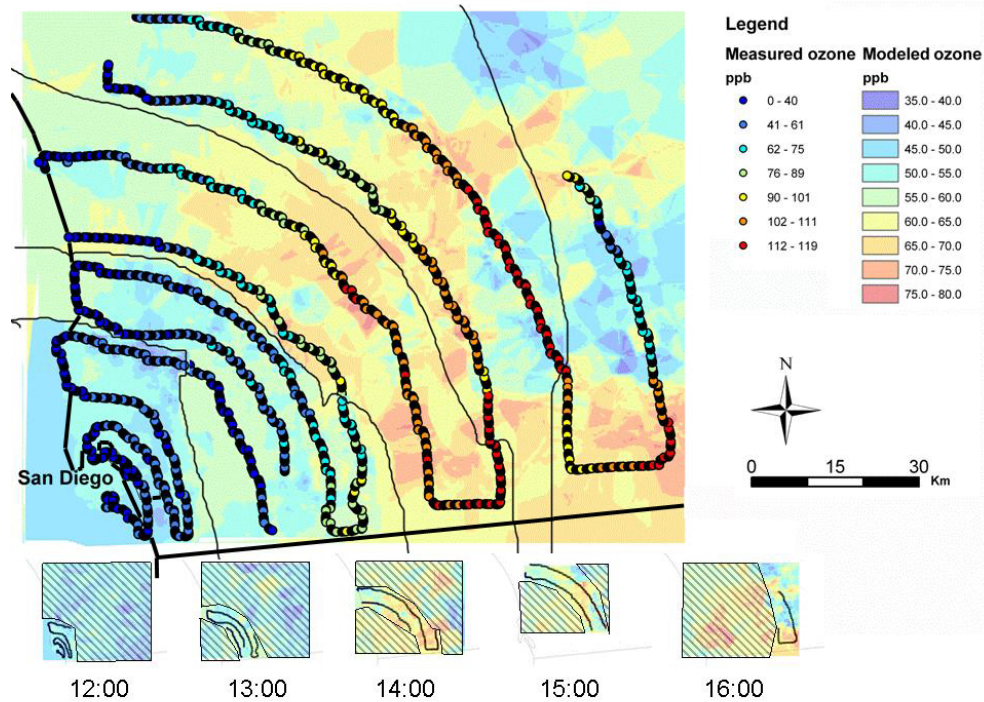 Legend
Measured ozone
ppb
0 - 40
41 - 61
62 - 75
76 - 89
90 - 101
102 - 111
112 - 119
Modeled ozone
ppb
35.0 - 40.0
40.0 - 45.0
45.0 - 50.0
50.0 - 55.0
55.0 - 60.0
60.0 - 65.0
65.0 - 70.0
70.0 - 75.0
75.0 - 80.0
N
0 15 30
Km
San Diego
12:00 13:00 14:00 15:00 16:00